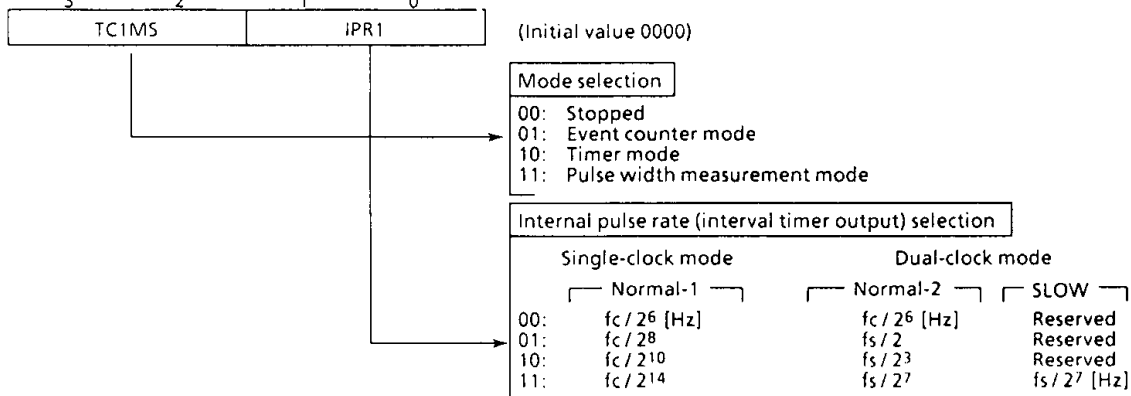 3 2 1 0
TC1MS IPR1 (Initial value 0000)
Mode selection
00: Stopped
01: Event counter mode
10: Timer mode
11: Pulse width measurement mode
Internal pulse rate (interval timer output) selection
Single-clock mode Dual-clock mode
Normal-1 Normal-2 SLOW
00: fc / 2⁶ [Hz] fc / 2⁶ [Hz] Reserved
01: fc / 2⁸ fs / 2 Reserved
10: fc / 2¹⁰ fs / 2³ Reserved
11: fc / 2¹⁴ fs / 2⁷ fs / 2⁷ [Hz]